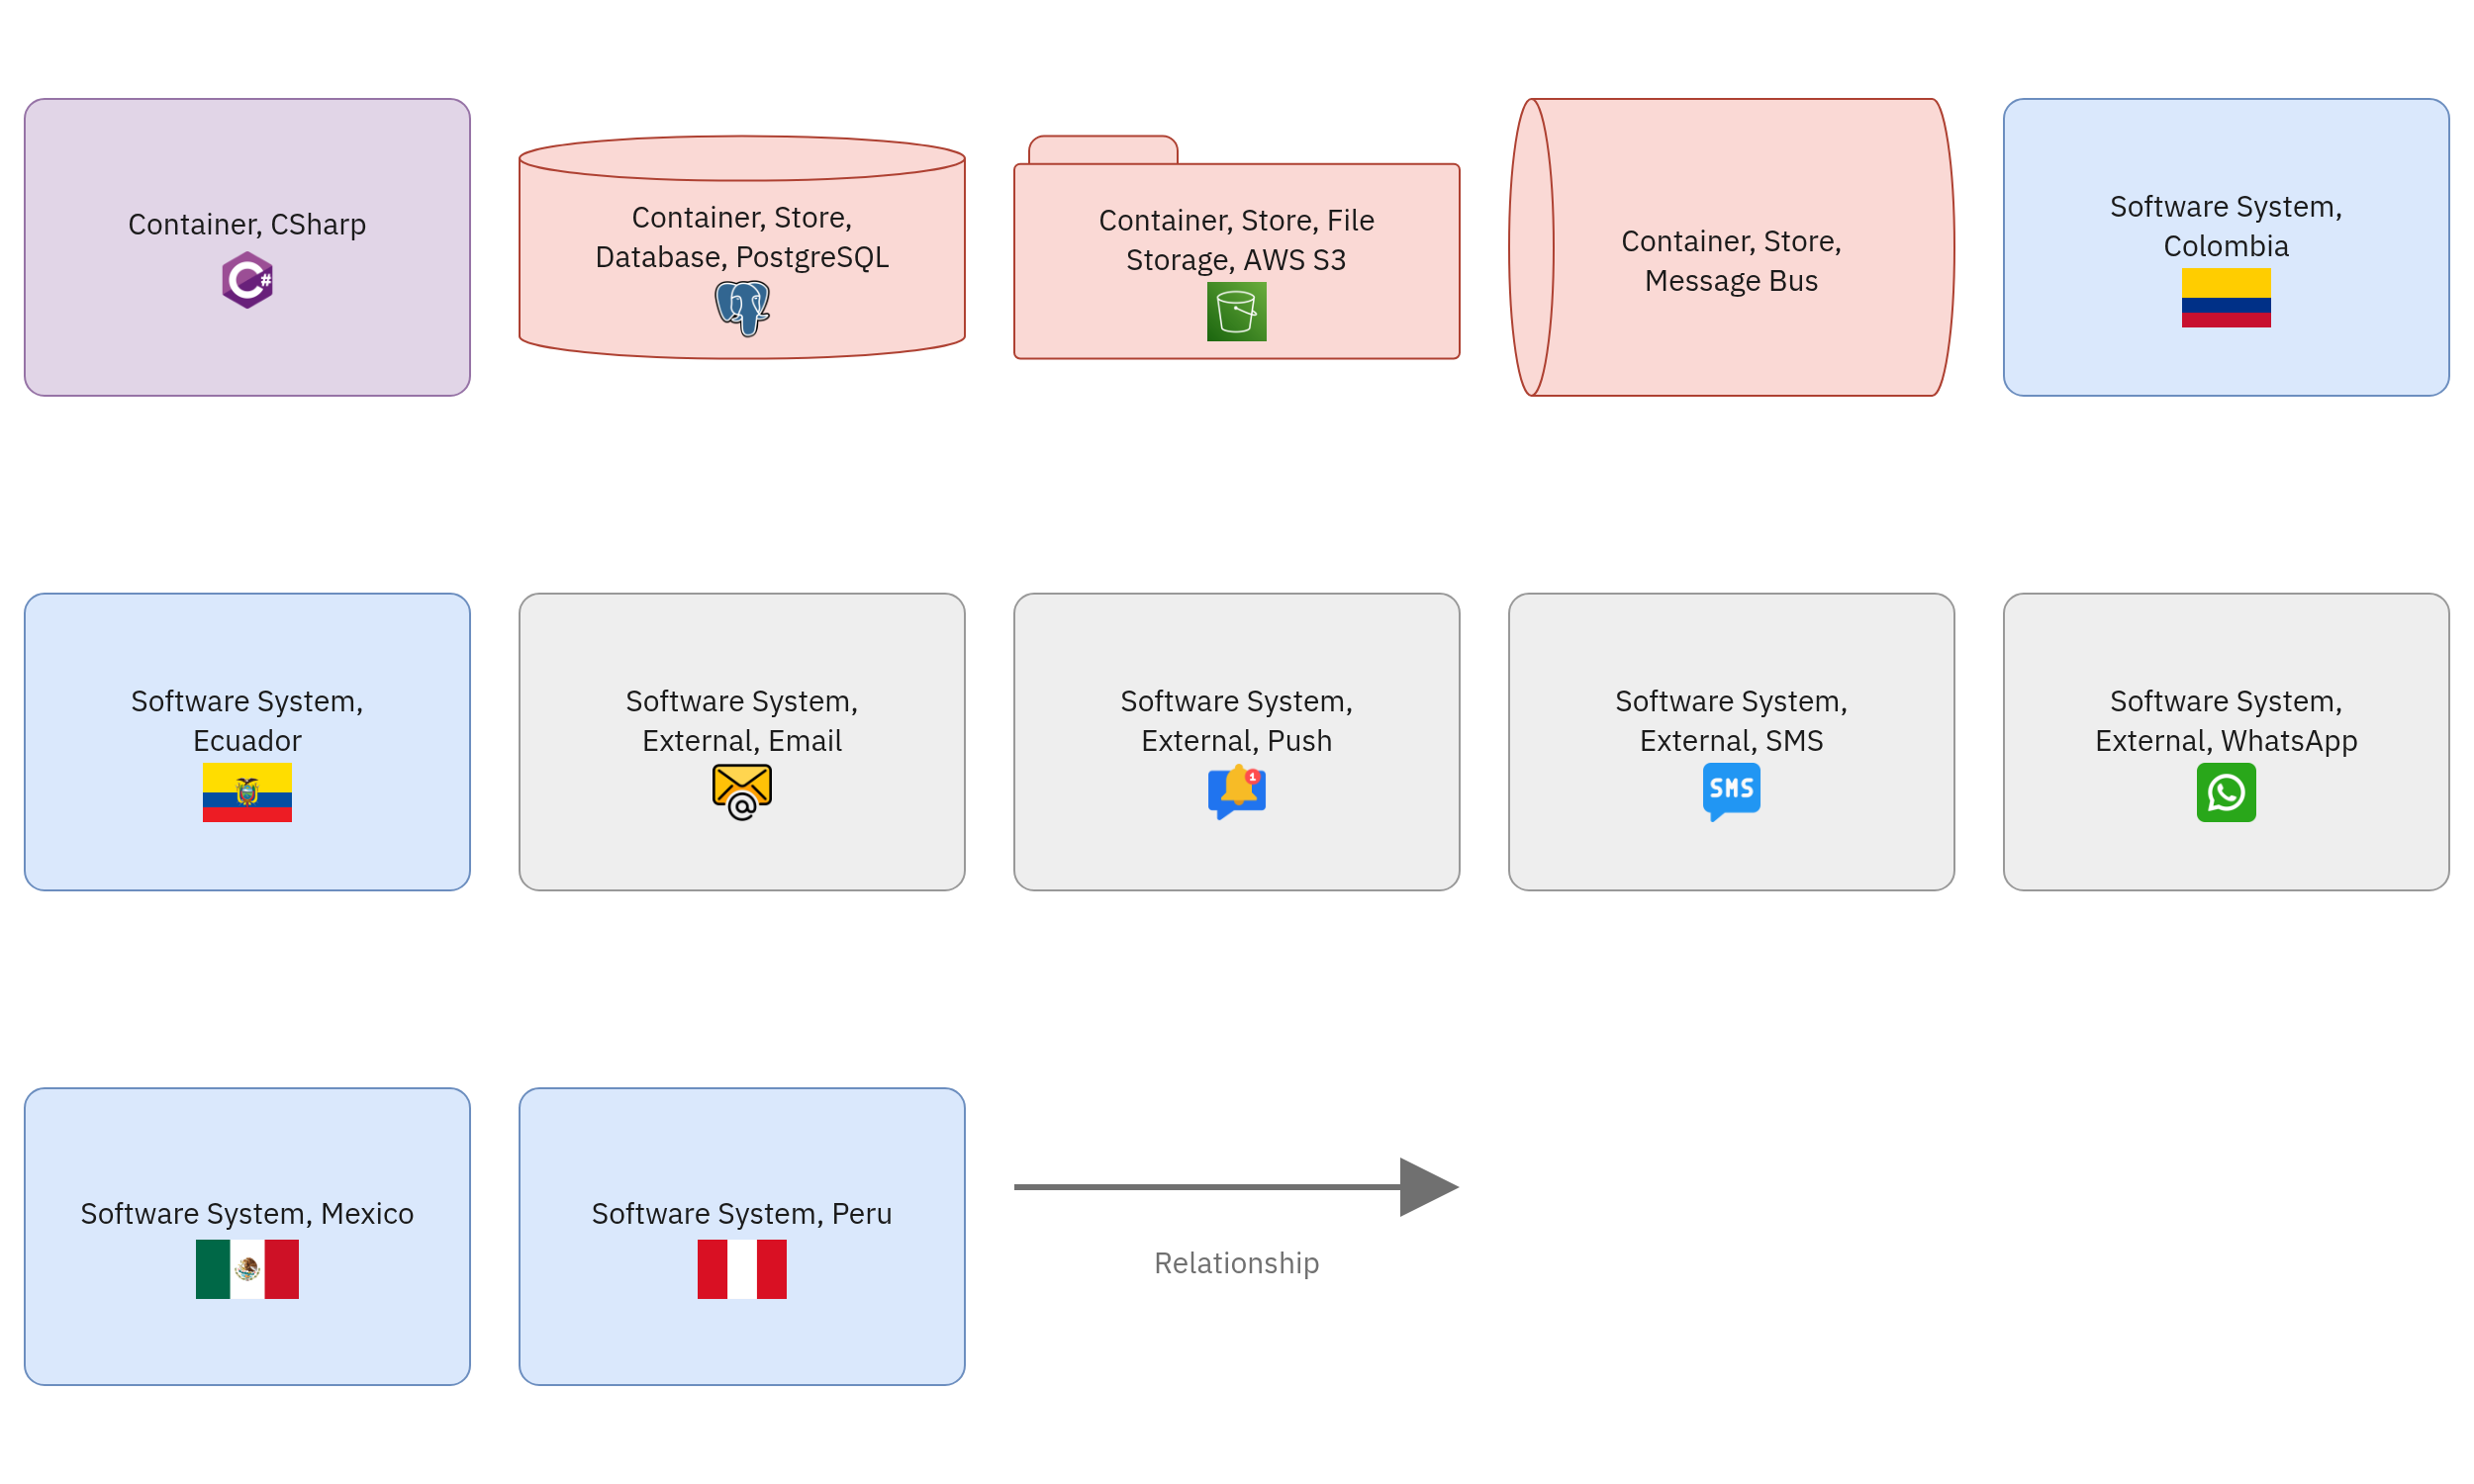 Container, CSharp
Container, Store,
Database, PostgreSQL
Container, Store, File
Storage, AWS S3
Container, Store,
Message Bus
Software System,
Colombia
Software System,
Ecuador
Software System,
External, Email
Software System,
External, Push
1
Software System,
External, SMS
SMS
Software System,
External, WhatsApp
Software System, Mexico
Software System, Peru
Relationship